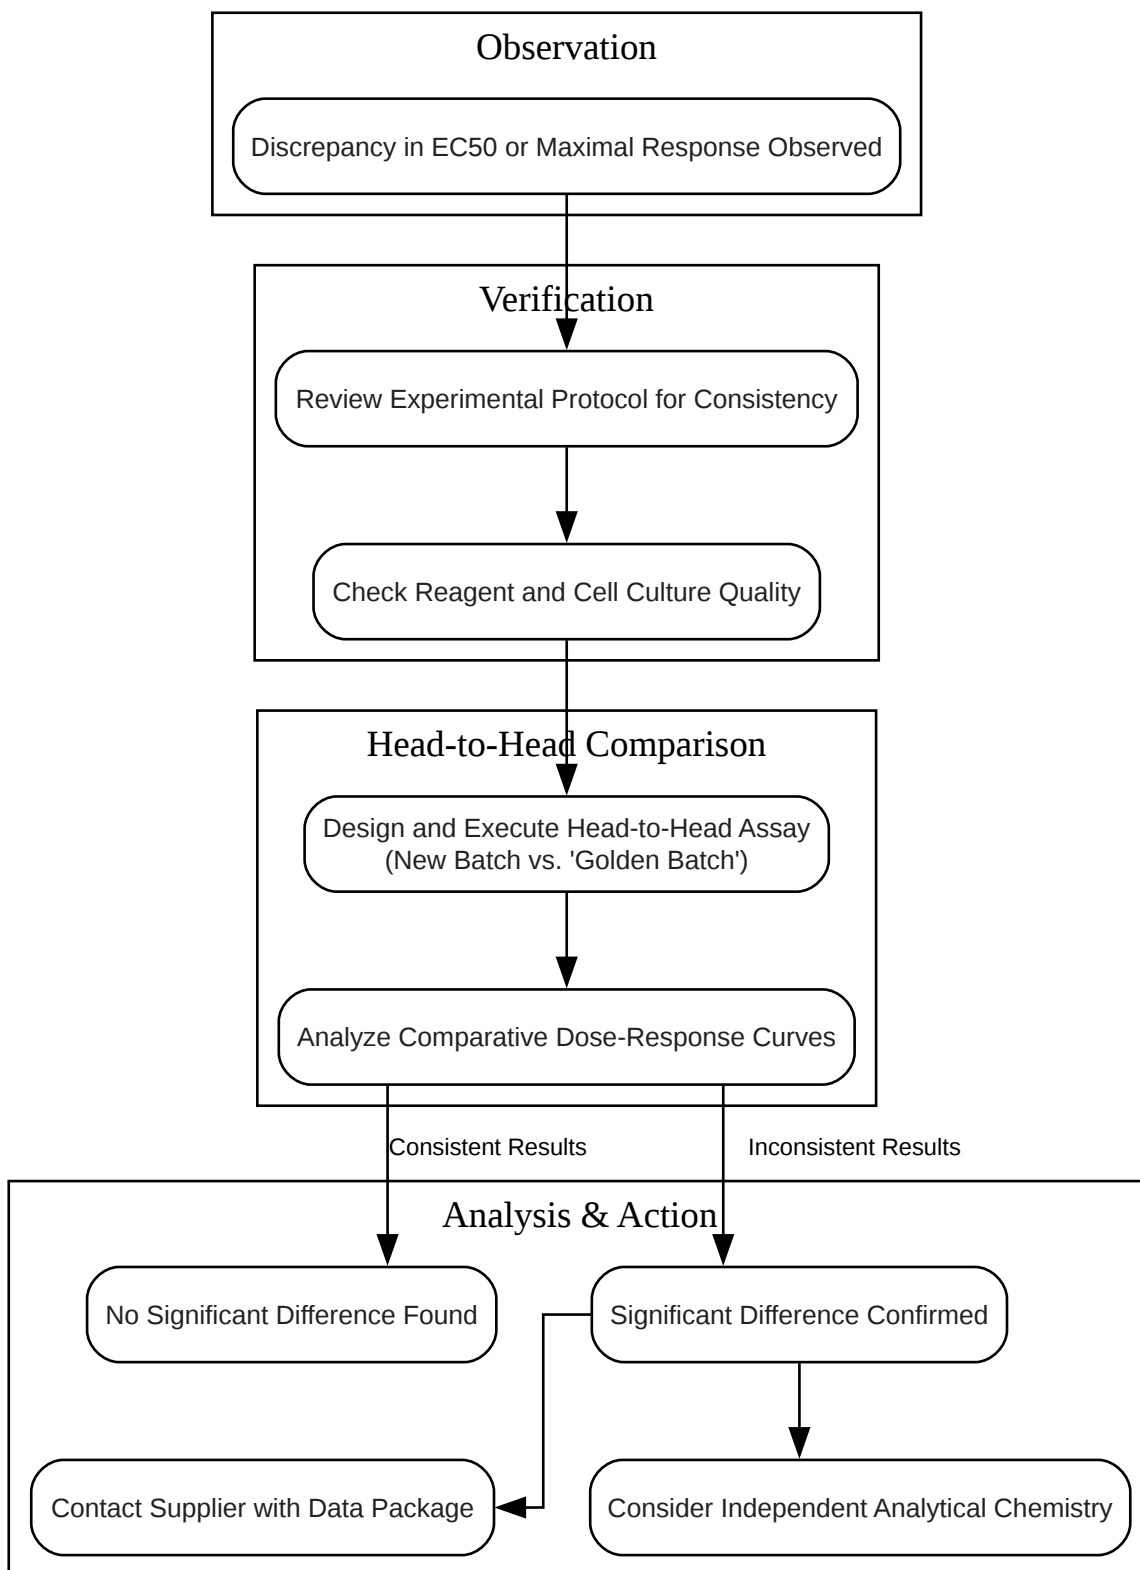 Observation
Discrepancy in EC50 or Maximal Response Observed
Verification
Review Experimental Protocol for Consistency
Check Reagent and Cell Culture Quality
Head-to-Head Comparison
Design and Execute Head-to-Head Assay
(New Batch vs. 'Golden Batch')
Analyze Comparative Dose-Response Curves
Consistent Results
Inconsistent Results
Analysis & Action
No Significant Difference Found
Significant Difference Confirmed
Contact Supplier with Data Package
Consider Independent Analytical Chemistry